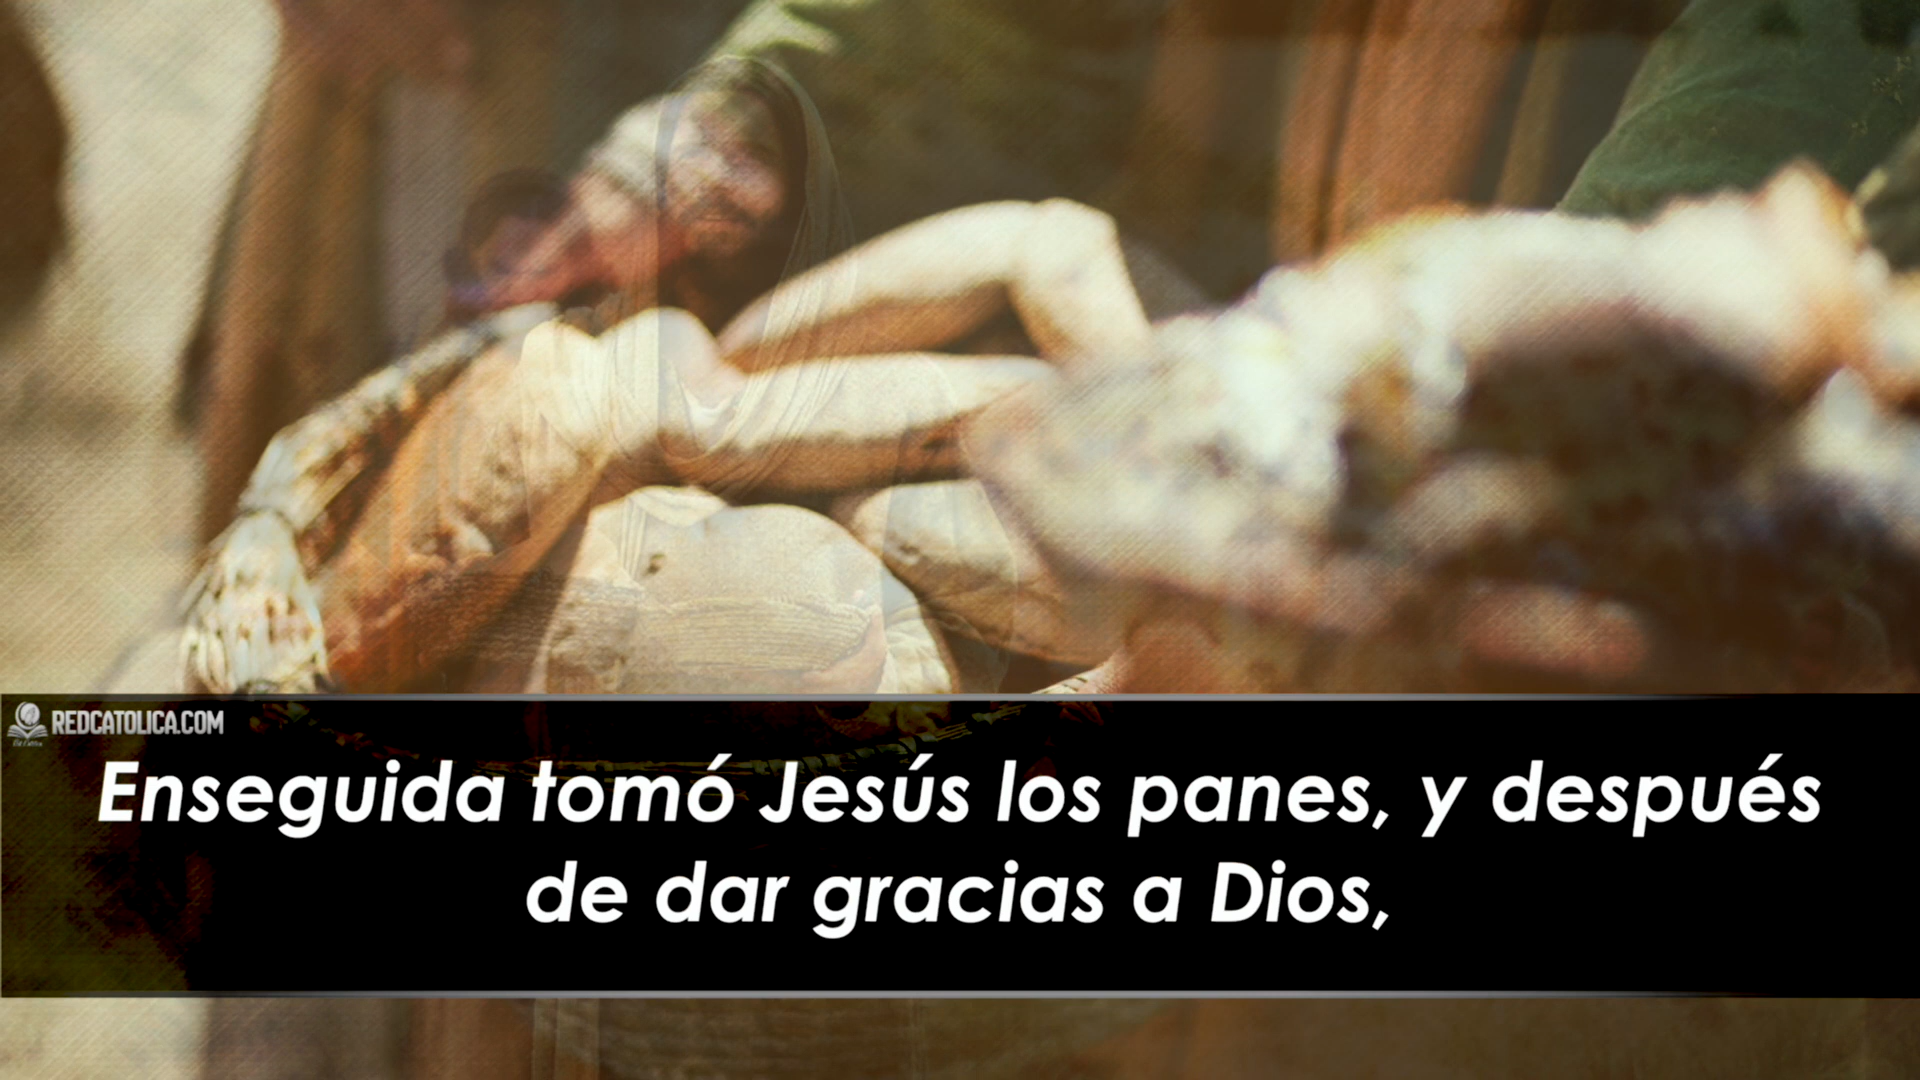 REDCATOLICA.COM
Enseguida tomó Jesús los panes, y después
de dar gracias a Dios,